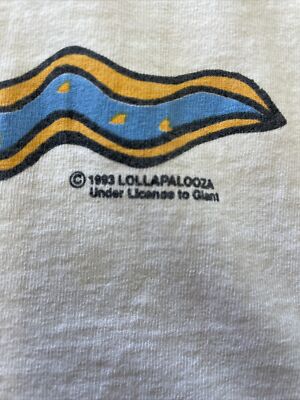 © 1993 LOLLAPALOOZA
Under License to Giant